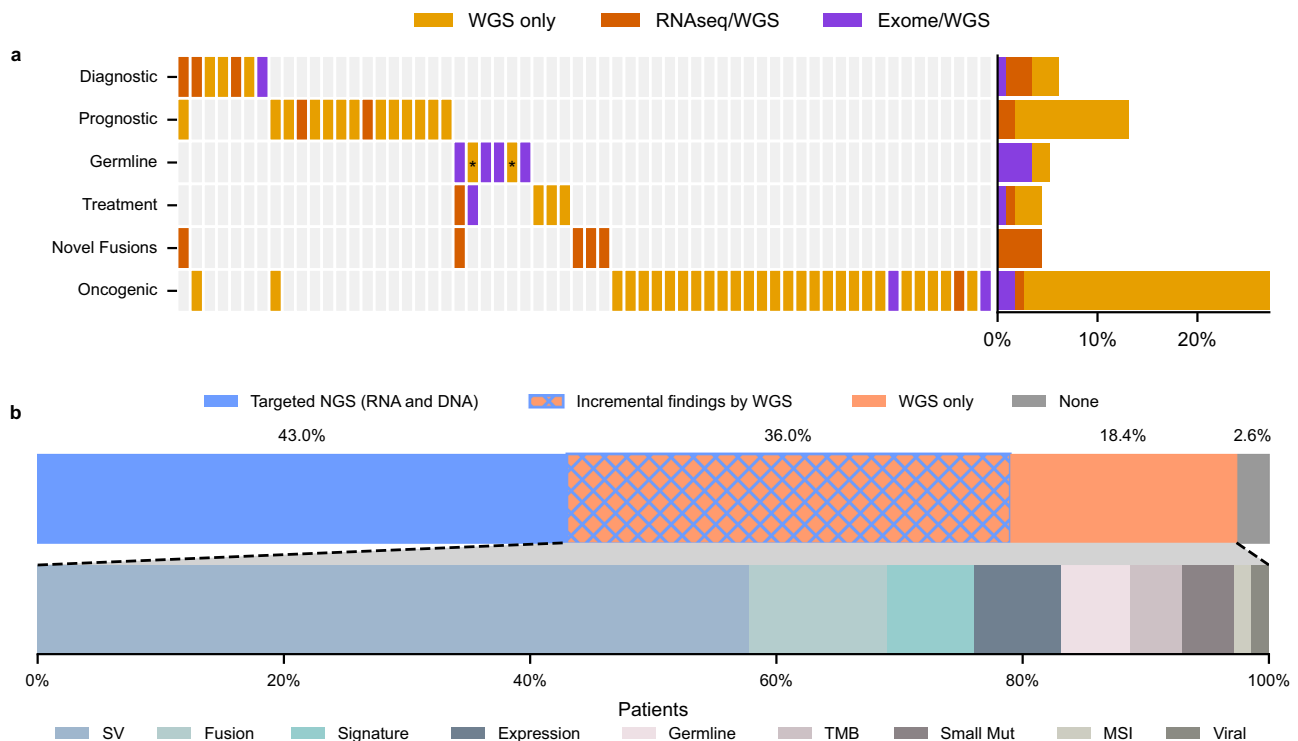 WGS only RNAseq/WGS Exome/WGS
a
Diagnostic
Prognostic
Germline
* *
Treatment
Novel Fusions
Oncogenic
0% 10% 20%
b
Targeted NGS (RNA and DNA) Incremental findings by WGS WGS only None
43.0% 36.0% 18.4% 2.6%
0% 20% 40% 60% 80% 100%
Patients
SV Fusion Signature Expression Germline TMB Small Mut MSI Viral